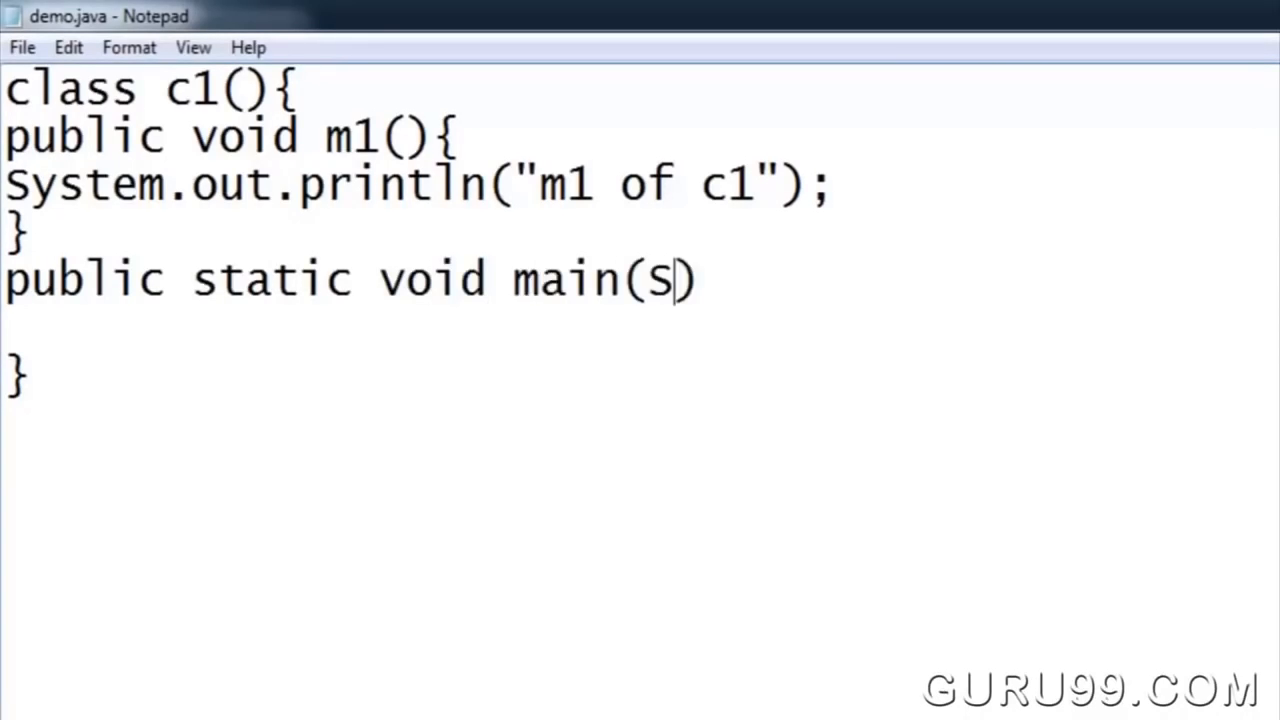 demo.java - Notepad
File Edit Format View Help
class c1(){
public void m1(){
System.out.println("m1 of c1");
}
public static void main(S)
}
GURU99.COM